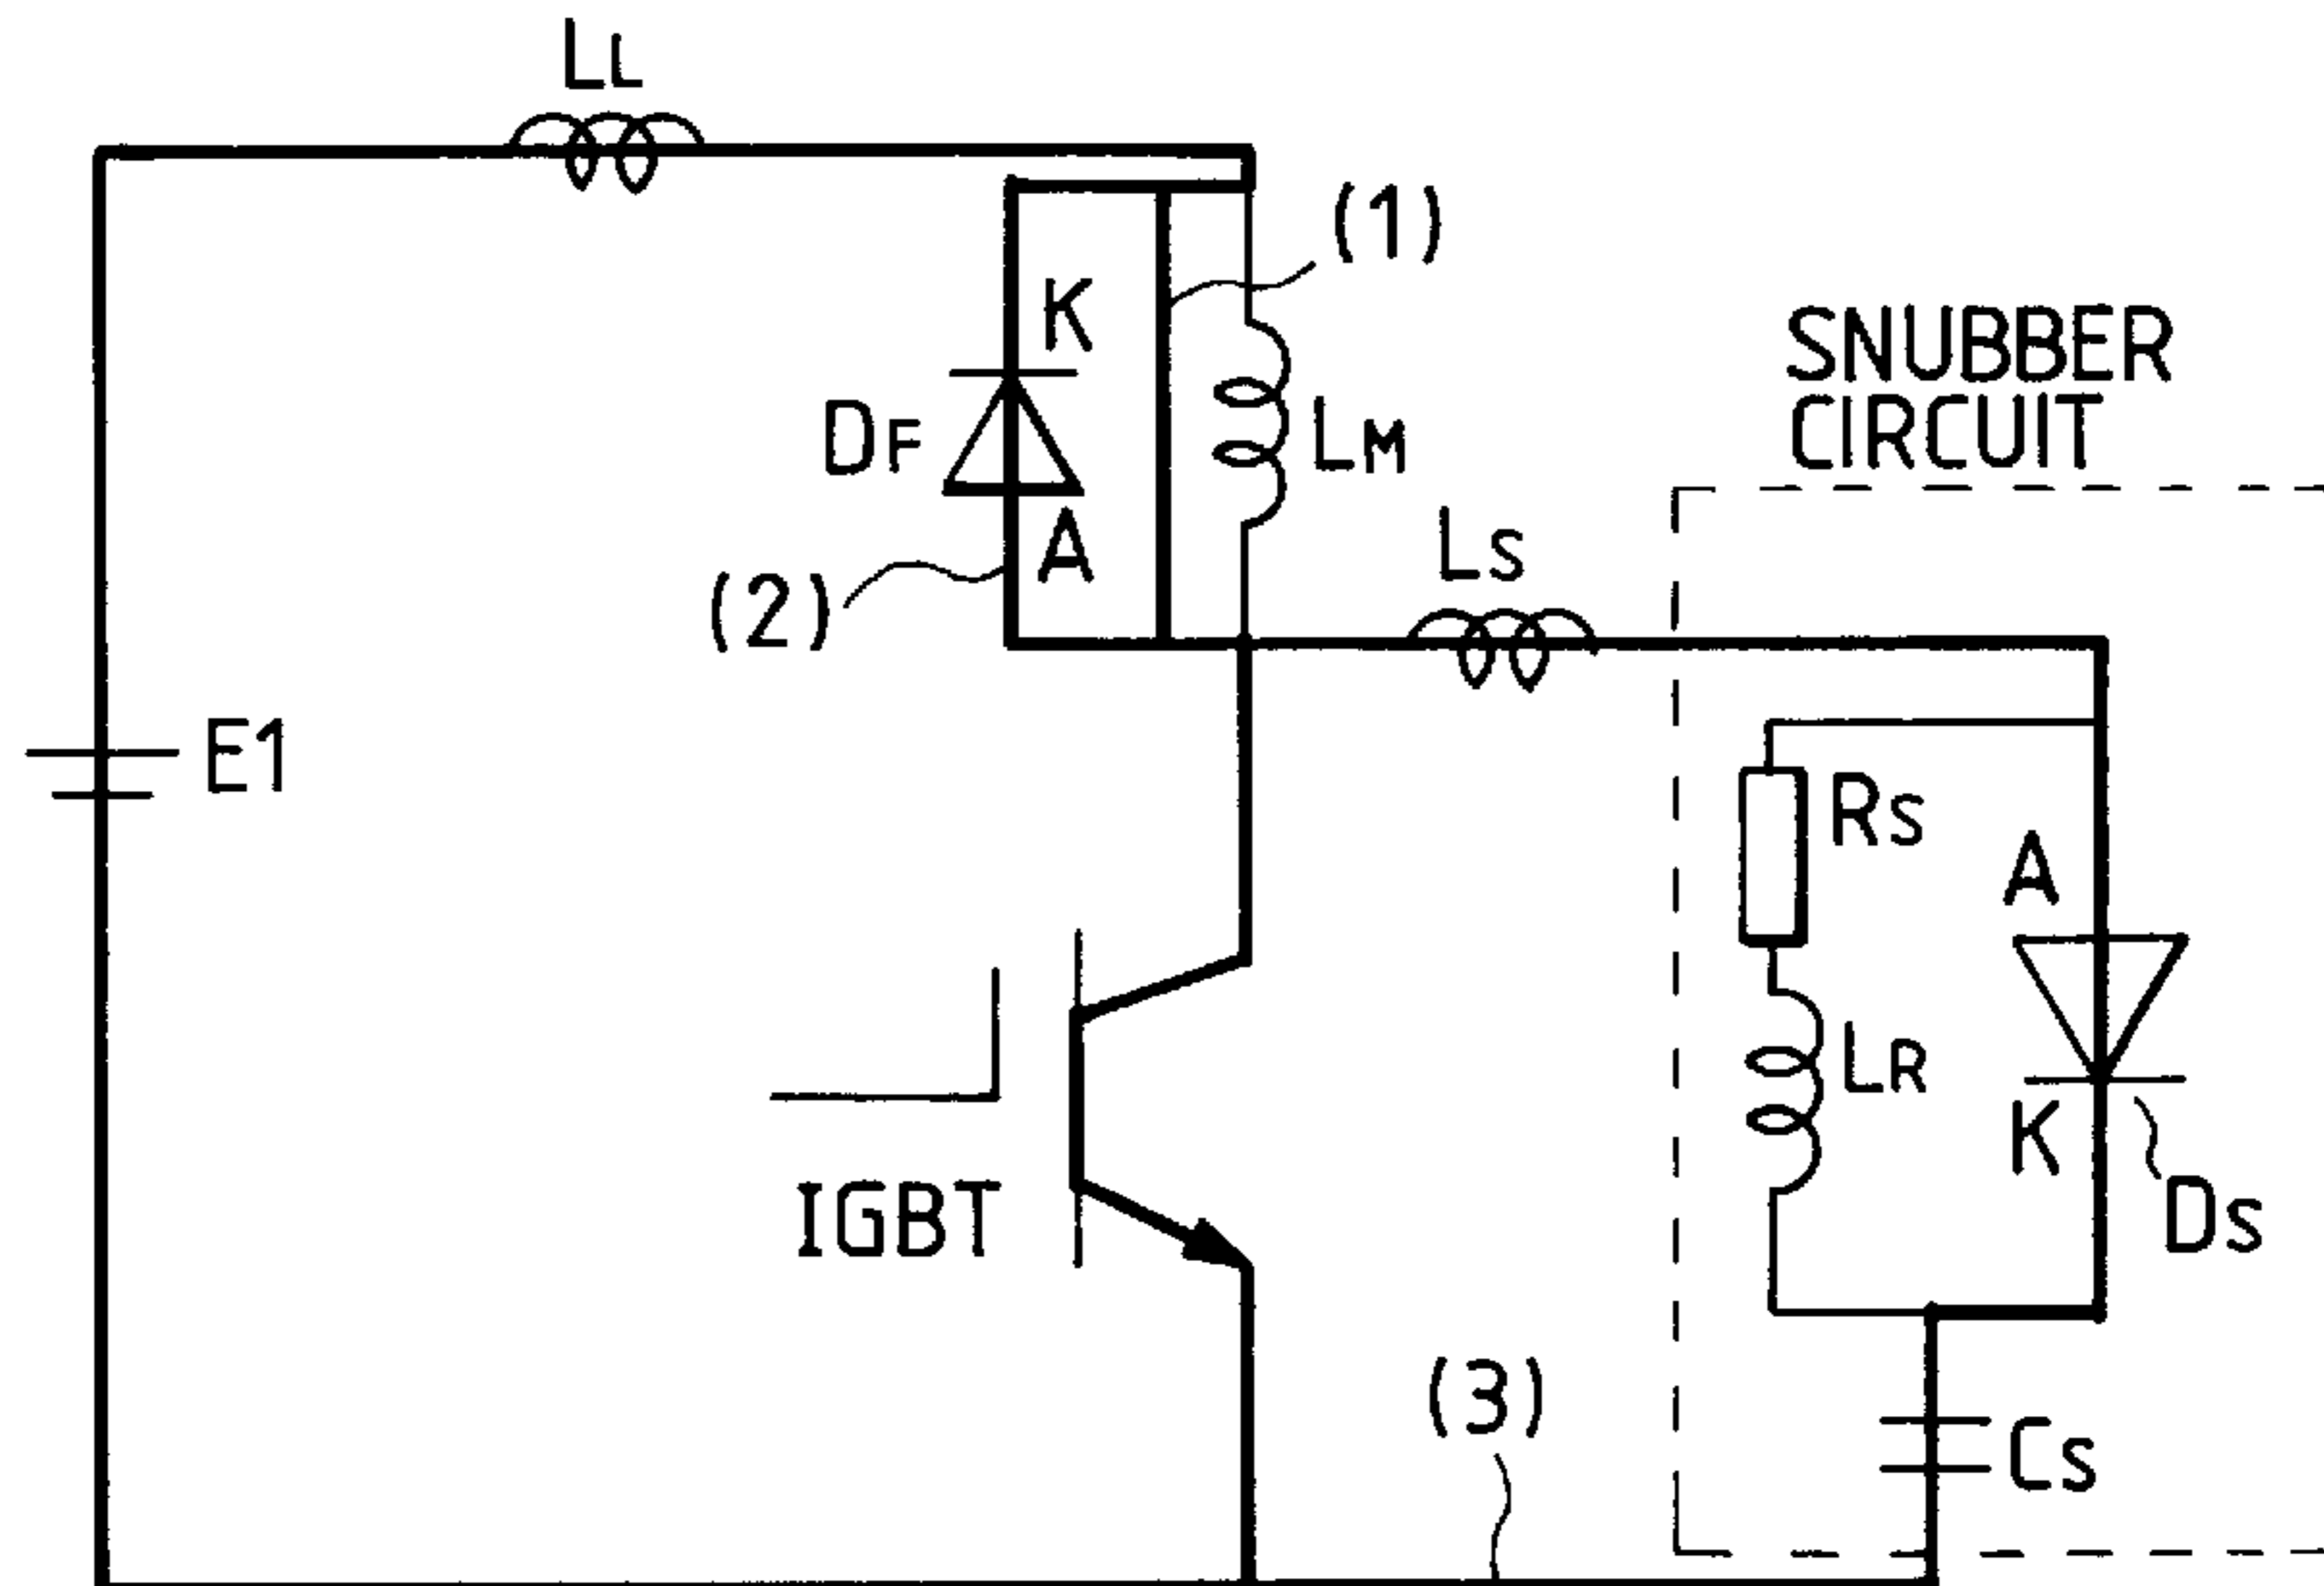 LL
(1)
K
SNUBBER
CIRCUIT
DF
LM
A
LS
(2)
E1
RS
A
LR
K
IGBT
DS
(3)
CS